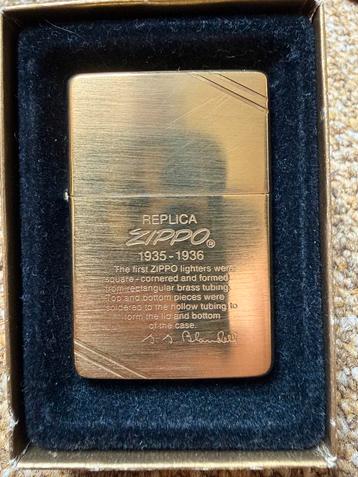 REPLICA
ZIPPO®
1935-1936
The first ZIPPO lighters were
square-cornered and formed
from rectangular brass tubing.
Top and bottom pieces were
soldered to the hollow tubing to
form the lid and bottom
of the case.